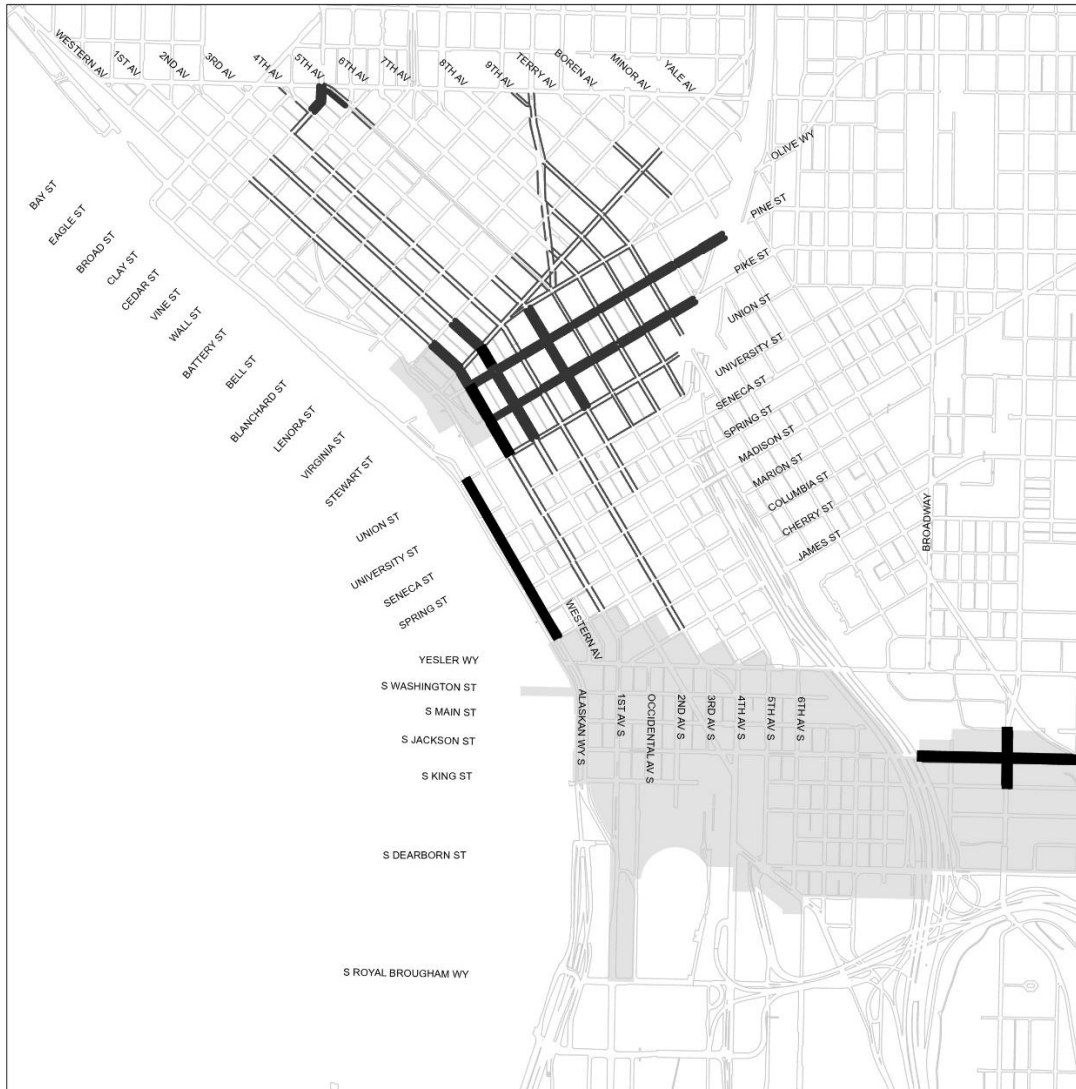 WESTERN AV
1ST AV
2ND AV
3RD AV
4TH AV
5TH AV
6TH AV
7TH AV
8TH AV
9TH AV
TERRY AV
BOREN AV
MINOR AV
YALE AV
OLIVE WY
PINE ST
PIKE ST
UNION ST
UNIVERSITY ST
SENECA ST
SPRING ST
MADISON ST
MARION ST
COLUMBIA ST
CHERRY ST
JAMES ST
BROADWAY
BAY ST
EAGLE ST
BROAD ST
CLAY ST
CEDAR ST
VINE ST
WALL ST
BATTERY ST
BELL ST
BLANCHARD ST
LENORA ST
VIRGINIA ST
STEWART ST
UNION ST
UNIVERSITY ST
SENECA ST
SPRING ST
YESLER WY
S WASHINGTON ST
S MAIN ST
S JACKSON ST
S KING ST
S DEARBORN ST
S ROYAL BROUGHAM WY
WESTERN AV
ALASKAN WY S
1ST AV S
OCCIDENTAL AV S
2ND AV S
3RD AV S
4TH AV S
5TH AV S
6TH AV S